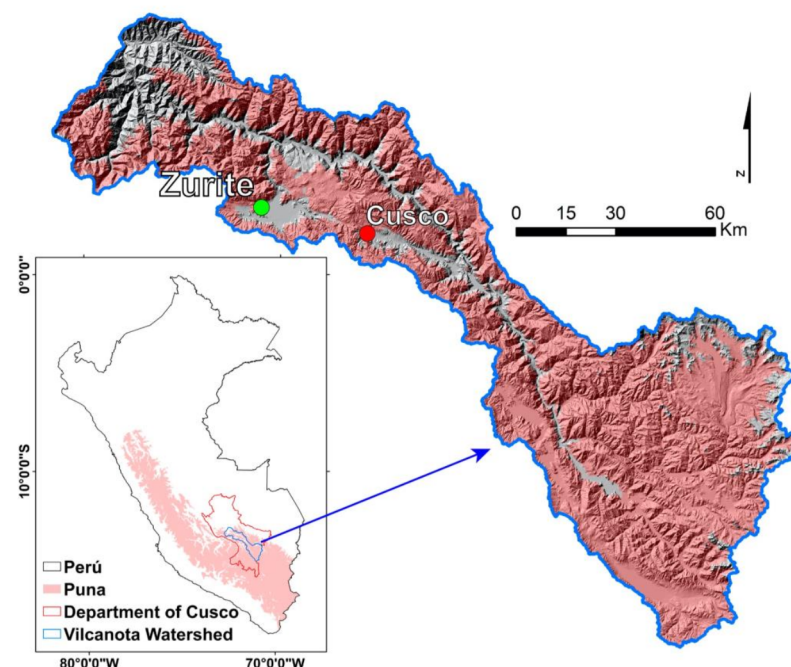 Zurite
Cusco
z
0 15 30 60
Km
0°0'0"
10°0'0"S
Perú
Puna
Department of Cusco
Vilcanota Watershed
80°0'0"W 70°0'0"W